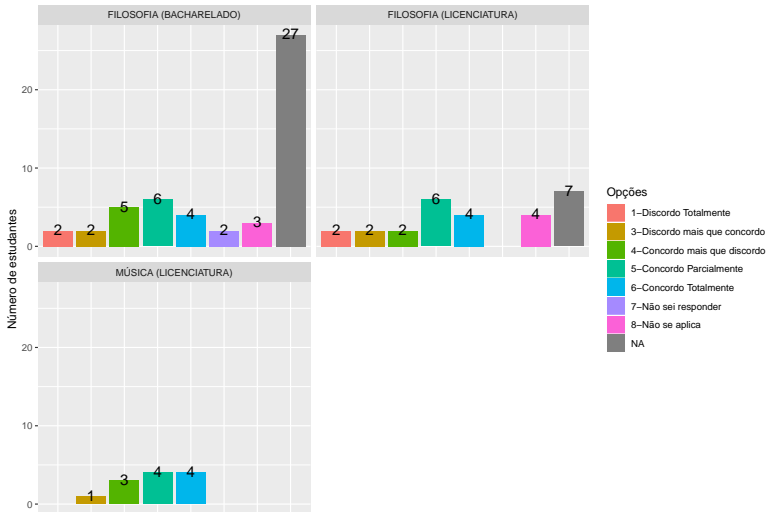 FILOSOFIA (BACHARELADO)
FILOSOFIA (LICENCIATURA)
27
20
10
0
2
2
5
6
4
2
3
2
2
2
6
4
4
7
Número de estudantes
MÚSICA (LICENCIATURA)
20
10
0
1
3
4
4
Opções
1–Discordo Totalmente
3–Discordo mais que concordo
4–Concordo mais que discordo
5–Concordo Parcialmente
6–Concordo Totalmente
7–Não sei responder
8–Não se aplica
NA